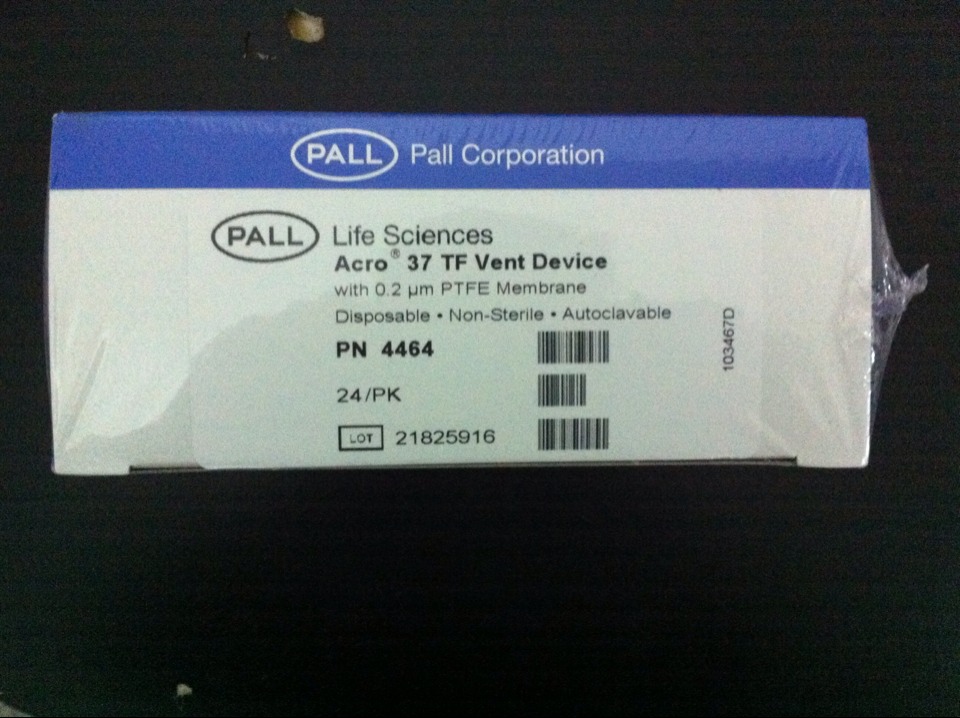 PALL Pall Corporation
PALL Life Sciences
Acro® 37 TF Vent Device
with 0.2 µm PTFE Membrane
Disposable • Non-Sterile • Autoclavable
PN 4464
24/PK
LOT 21825916
103467D